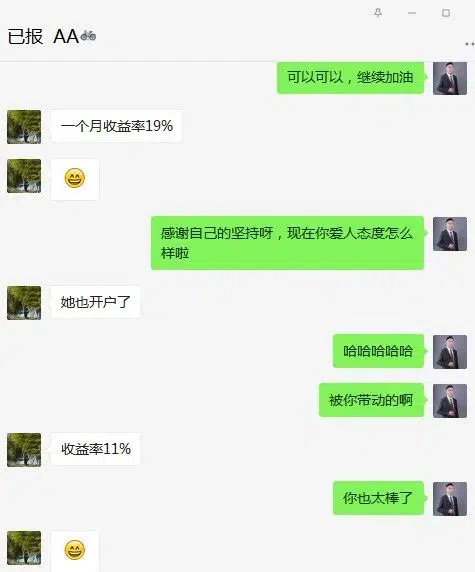 已报 AA🚲
可以可以，继续加油
一个月收益率19%
😄
感谢自己的坚持呀，现在你爱人态度怎么
样啦
她也开户了
哈哈哈哈哈
被你带动的啊
收益率11%
你也太棒了
😄